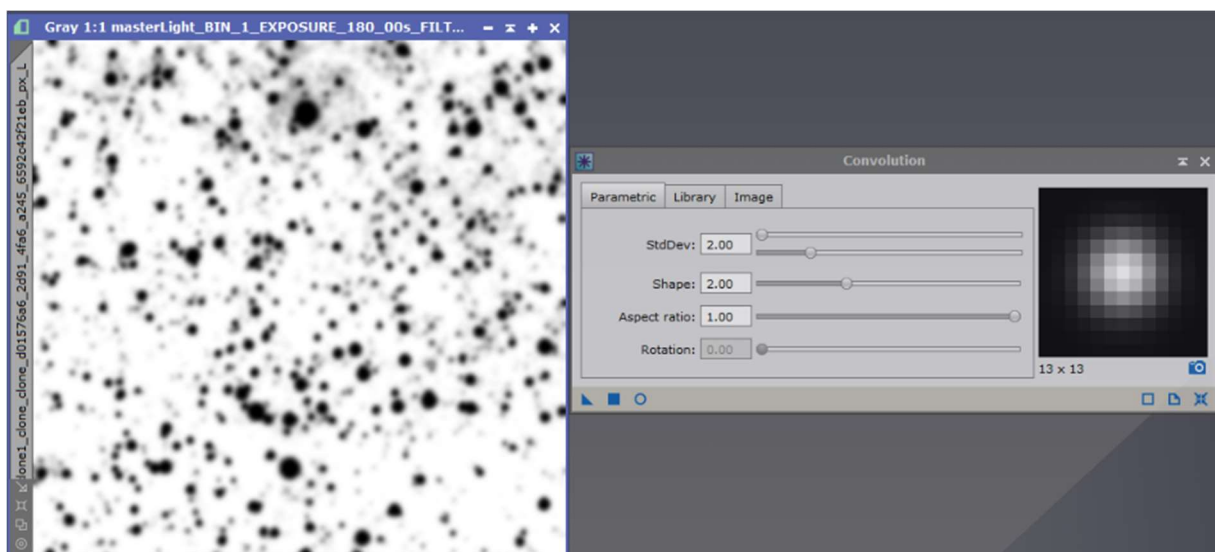 Gray 1:1 masterLight_BIN_1_EXPOSURE_180_00s_FILT...
lone1_clone_clone_d01576a6_2d91_4fa6_a245_6592c42f21eb_px_L
Convolution
Parametric Library Image
StdDev: 2.00
Shape: 2.00
Aspect ratio: 1.00
Rotation: 0.00
13 x 13